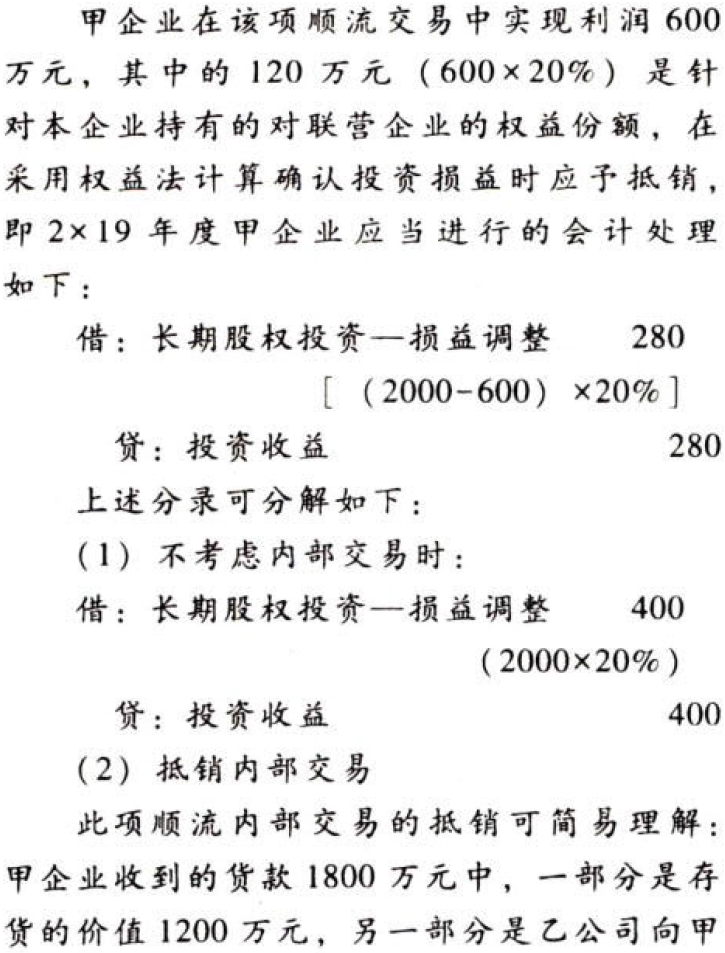 甲企业在该项顺流交易中实现利润 600
万元，其中的 120 万元（600×20%）是针
对本企业持有的对联营企业的权益份额，在
采用权益法计算确认投资损益时应予抵销，
即 2×19 年度甲企业应当进行的会计处理
如下：
借：长期股权投资—损益调整 280
［（2000-600）×20%］
贷：投资收益 280
上述分录可分解如下：
（1）不考虑内部交易时：
借：长期股权投资—损益调整 400
（2000×20%）
贷：投资收益 400
（2）抵销内部交易
此项顺流内部交易的抵销可简易理解：
甲企业收到的货款 1800 万元中，一部分是存
货的价值 1200 万元，另一部分是乙公司向甲